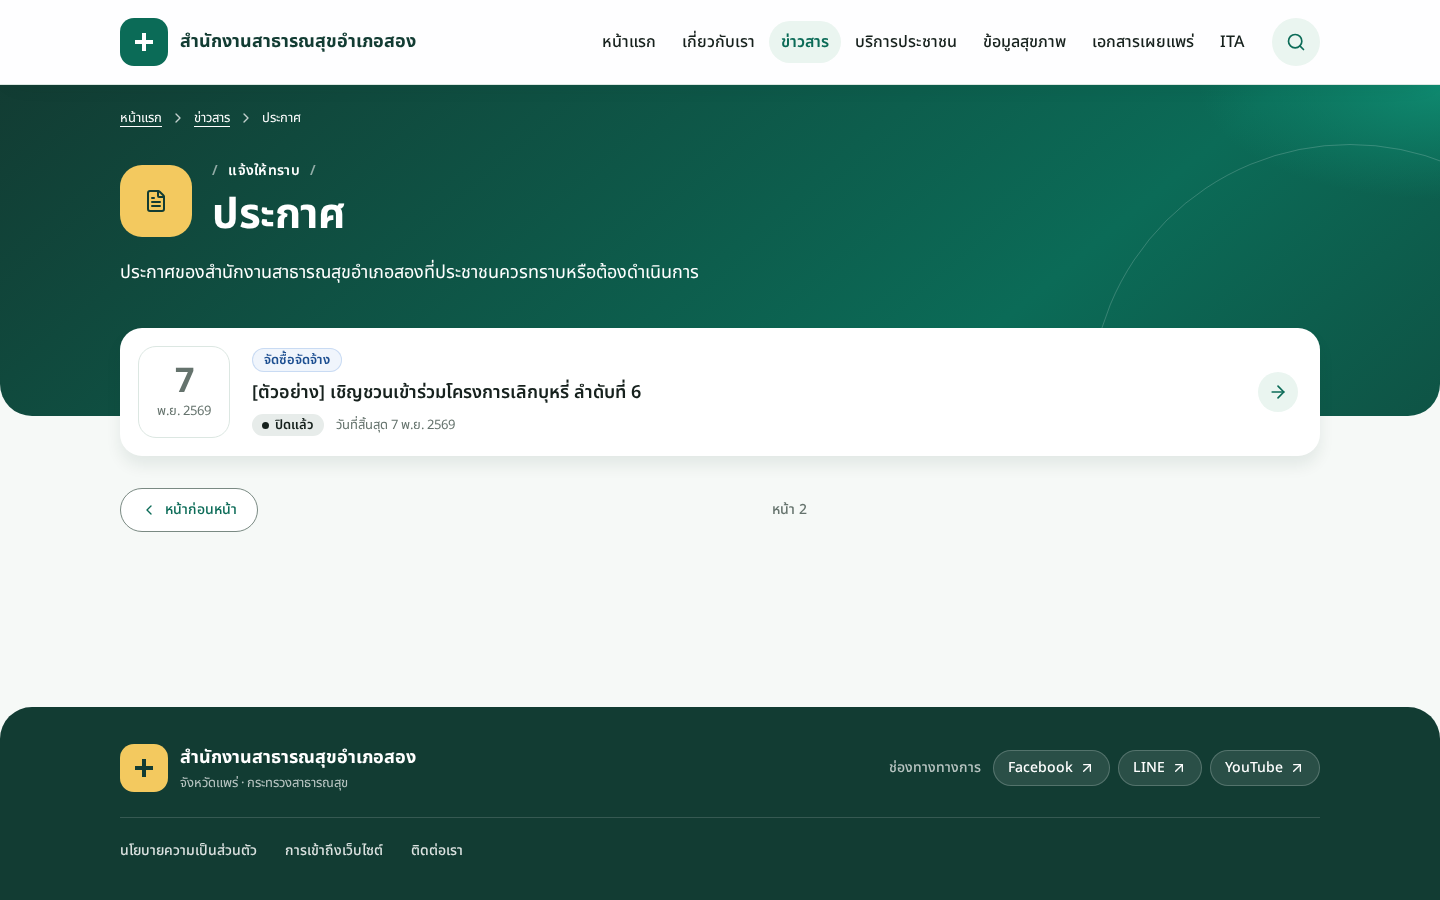 สำนักงานสาธารณสุขอำเภอสอง
หน้าแรก เกี่ยวกับเรา ข่าวสาร บริการประชาชน ข้อมูลสุขภาพ เอกสารเผยแพร่ ITA
หน้าแรก ข่าวสาร ประกาศ
/ แจ้งให้ทราบ /
ประกาศ
ประกาศของสำนักงานสาธารณสุขอำเภอสองที่ประชาชนควรทราบหรือต้องดำเนินการ
7
พ.ย. 2569
จัดซื้อจัดจ้าง
[ตัวอย่าง] เชิญชวนเข้าร่วมโครงการเลิกบุหรี่ ลำดับที่ 6
ปิดแล้ว วันที่สิ้นสุด 7 พ.ย. 2569
หน้าก่อนหน้า หน้า 2
สำนักงานสาธารณสุขอำเภอสอง
จังหวัดแพร่ · กระทรวงสาธารณสุข
ช่องทางทางการ Facebook LINE YouTube
นโยบายความเป็นส่วนตัว การเข้าถึงเว็บไซต์ ติดต่อเรา